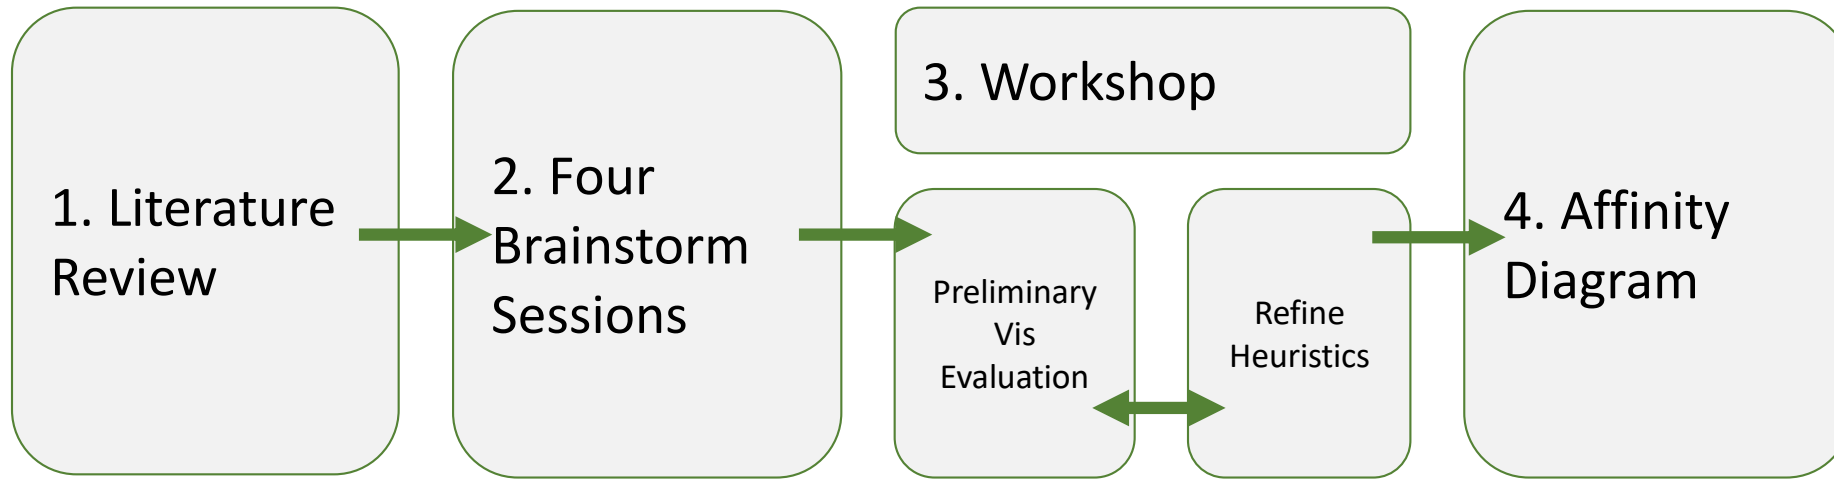 1. Literature
Review
2. Four
Brainstorm
Sessions
3. Workshop
Preliminary
Vis
Evaluation
Refine
Heuristics
4. Affinity
Diagram